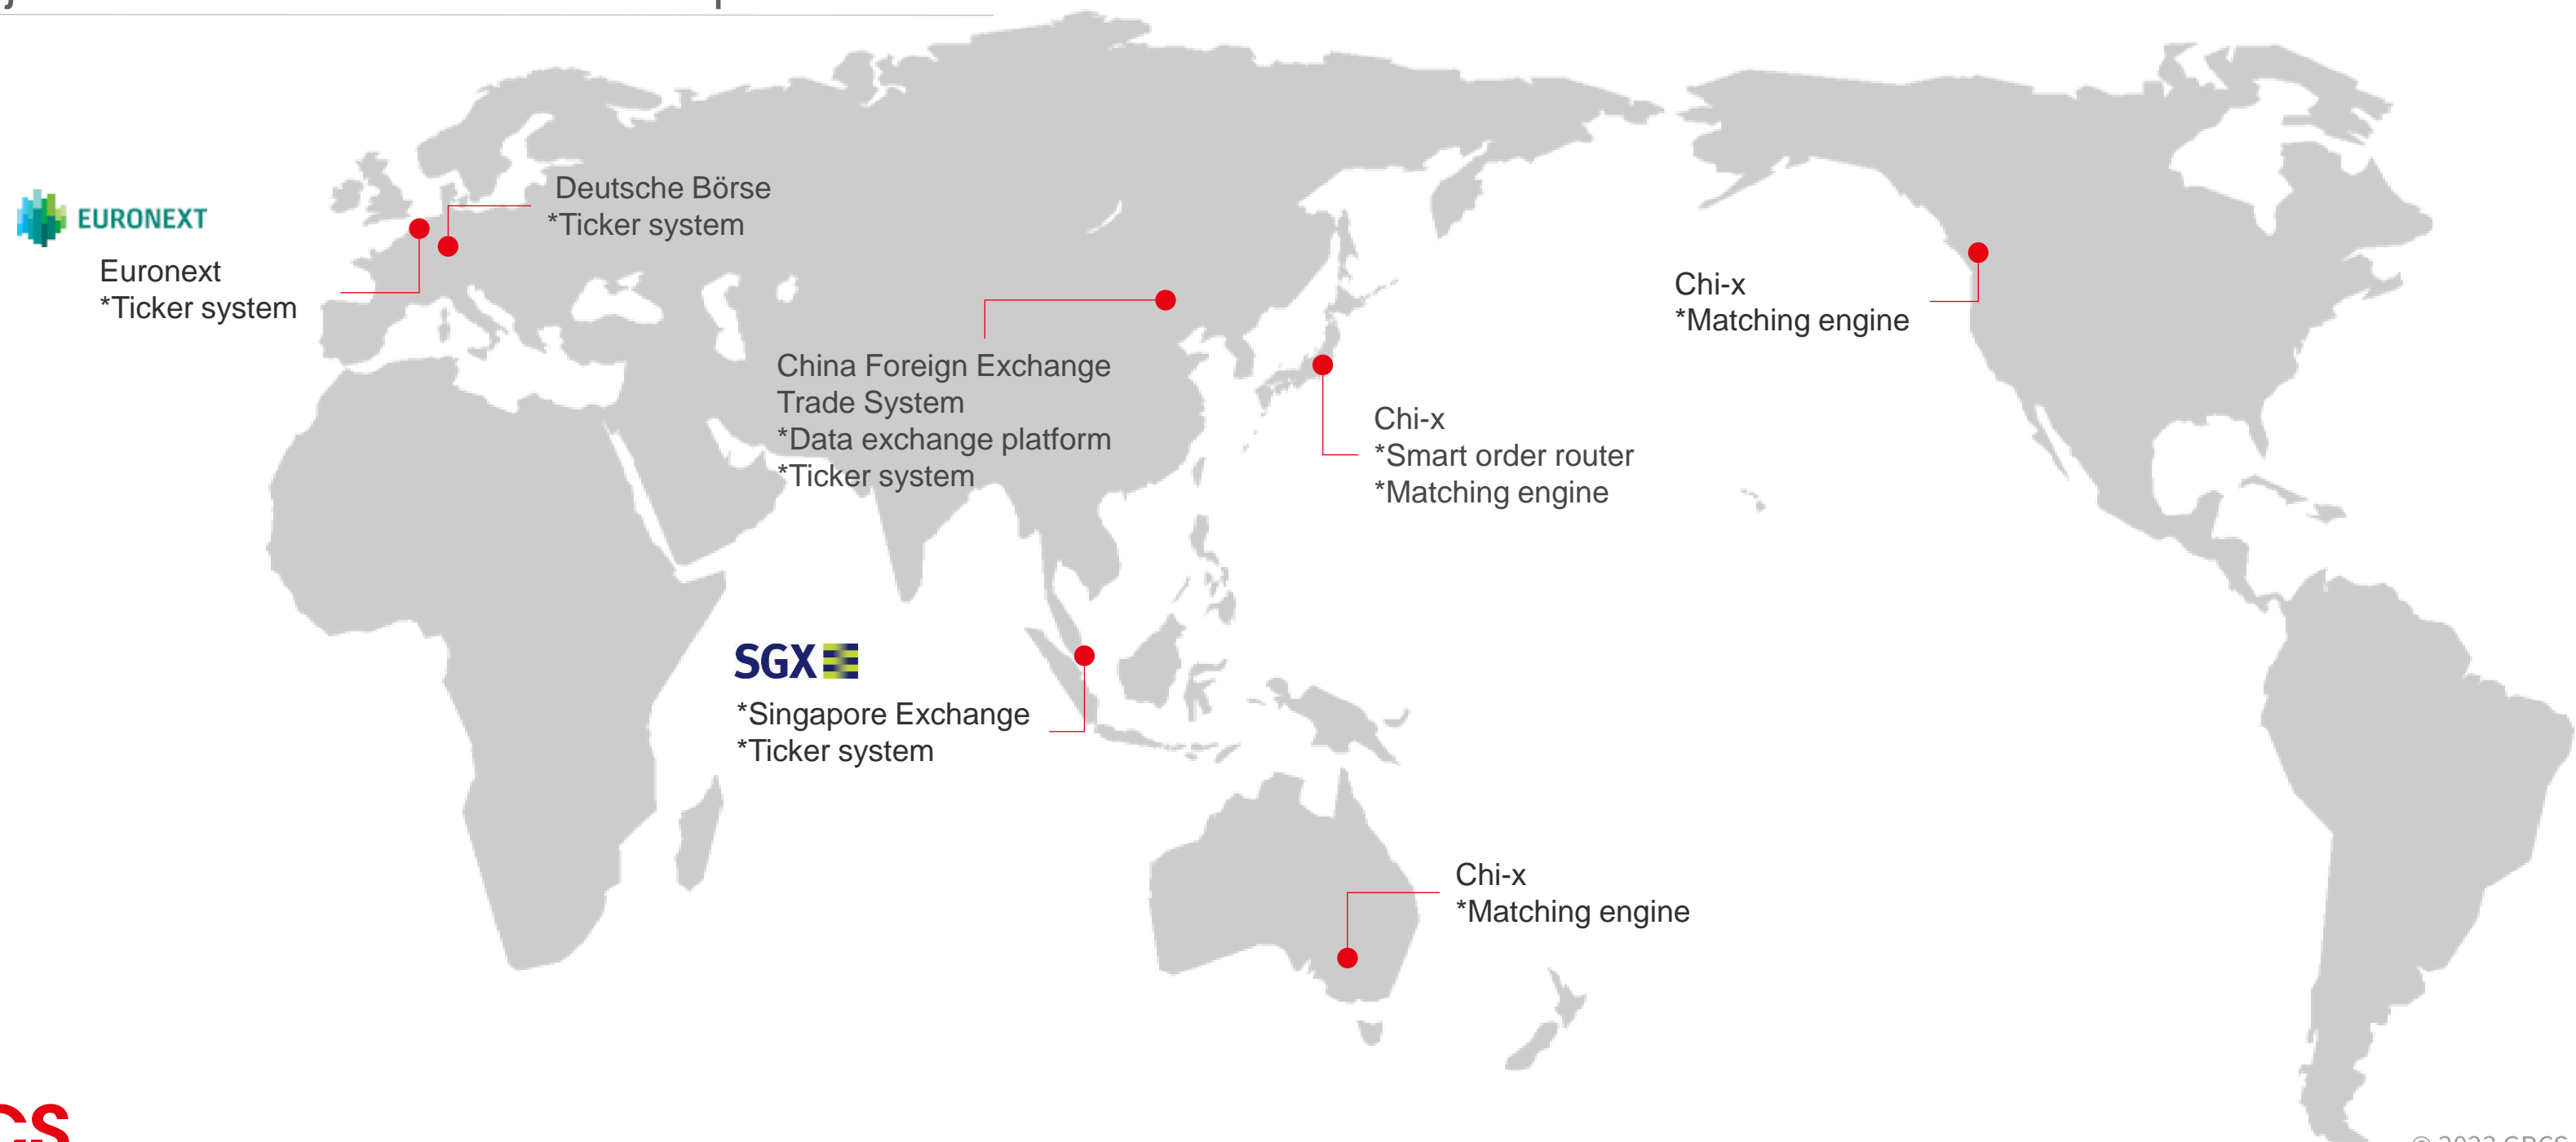 EURONEXT
Euronext
*Ticker system
Deutsche Börse
*Ticker system
China Foreign Exchange
Trade System
*Data exchange platform
*Ticker system
Chi-x
*Smart order router
*Matching engine
Chi-x
*Matching engine
SGX
*Singapore Exchange
*Ticker system
Chi-x
*Matching engine
CS